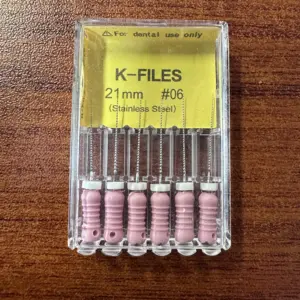 ⚠For dental use only
K-FILES
21mm #06
(Stainless Steel)